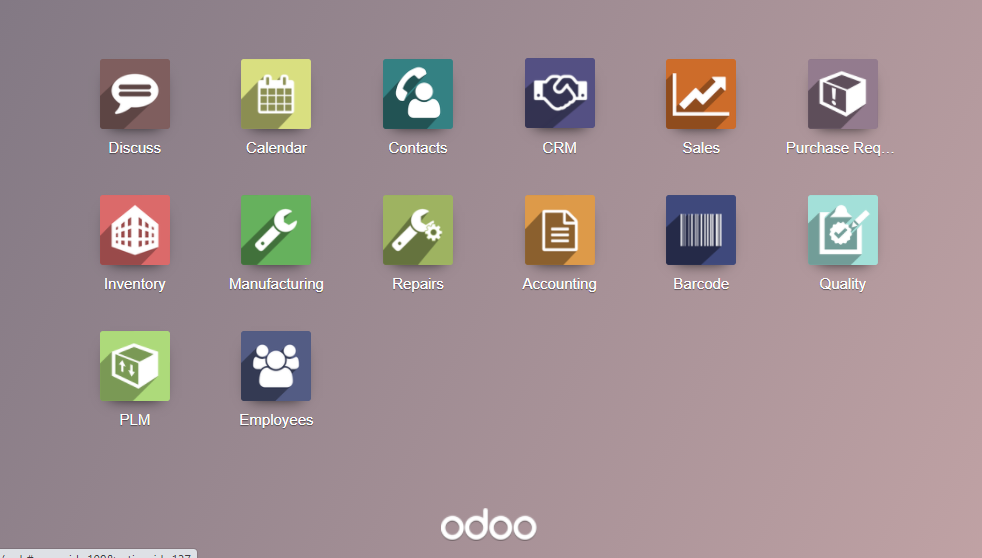 Discuss
Calendar
Contacts
CRM
Sales
Purchase Req...
Inventory
Manufacturing
Repairs
Accounting
Barcode
Quality
PLM
Employees
odoo